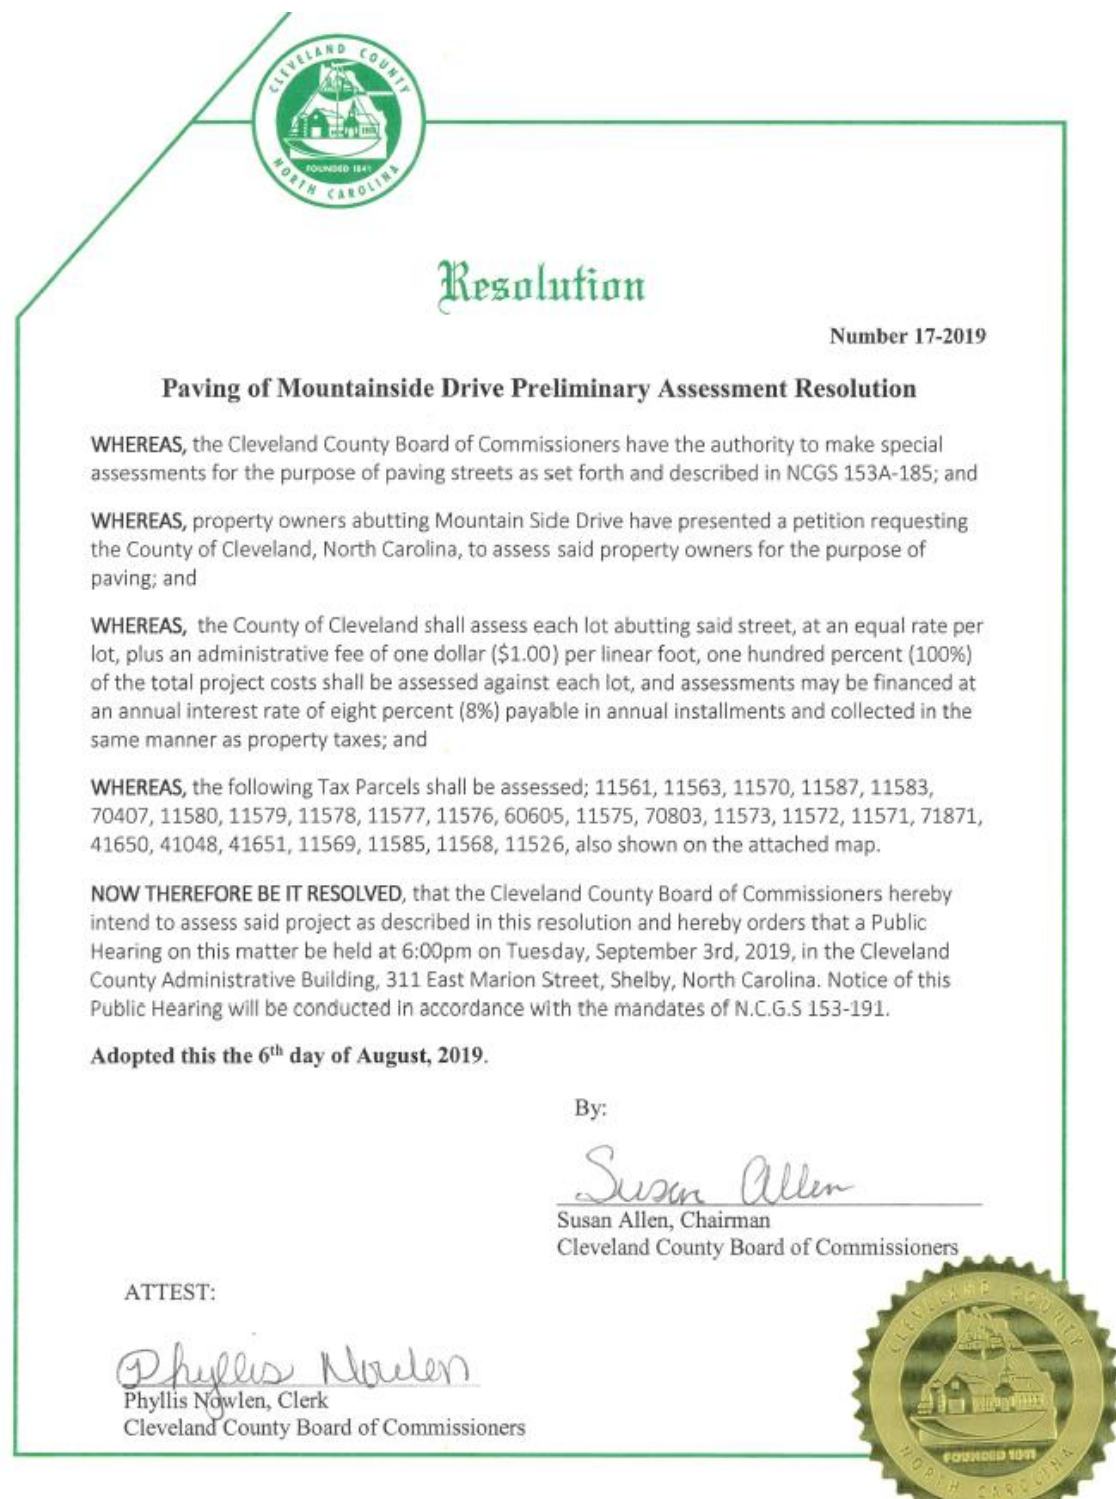 CLEVELAND COUNTY
FOUNDED 1841
NORTH CAROLINA
Resolution
Number 17-2019
Paving of Mountainside Drive Preliminary Assessment Resolution
WHEREAS, the Cleveland County Board of Commissioners have the authority to make special
assessments for the purpose of paving streets as set forth and described in NCGS 153A-185; and
WHEREAS, property owners abutting Mountain Side Drive have presented a petition requesting
the County of Cleveland, North Carolina, to assess said property owners for the purpose of
paving; and
WHEREAS, the County of Cleveland shall assess each lot abutting said street, at an equal rate per
lot, plus an administrative fee of one dollar ($1.00) per linear foot, one hundred percent (100%)
of the total project costs shall be assessed against each lot, and assessments may be financed at
an annual interest rate of eight percent (8%) payable in annual installments and collected in the
same manner as property taxes; and
WHEREAS, the following Tax Parcels shall be assessed; 11561, 11563, 11570, 11587, 11583,
70407, 11580, 11579, 11578, 11577, 11576, 60605, 11575, 70803, 11573, 11572, 11571, 71871,
41650, 41048, 41651, 11569, 11585, 11568, 11526, also shown on the attached map.
NOW THEREFORE BE IT RESOLVED, that the Cleveland County Board of Commissioners hereby
intend to assess said project as described in this resolution and hereby orders that a Public
Hearing on this matter be held at 6:00pm on Tuesday, September 3rd, 2019, in the Cleveland
County Administrative Building, 311 East Marion Street, Shelby, North Carolina. Notice of this
Public Hearing will be conducted in accordance with the mandates of N.C.G.S 153-191.
Adopted this the 6th day of August, 2019.
By:
Susan Allen
Susan Allen, Chairman
Cleveland County Board of Commissioners
ATTEST:
Phyllis Nowlen
Phyllis Nowlen, Clerk
Cleveland County Board of Commissioners
CLEVELAND COUNTY
FOUNDED 1841
NORTH CAROLINA